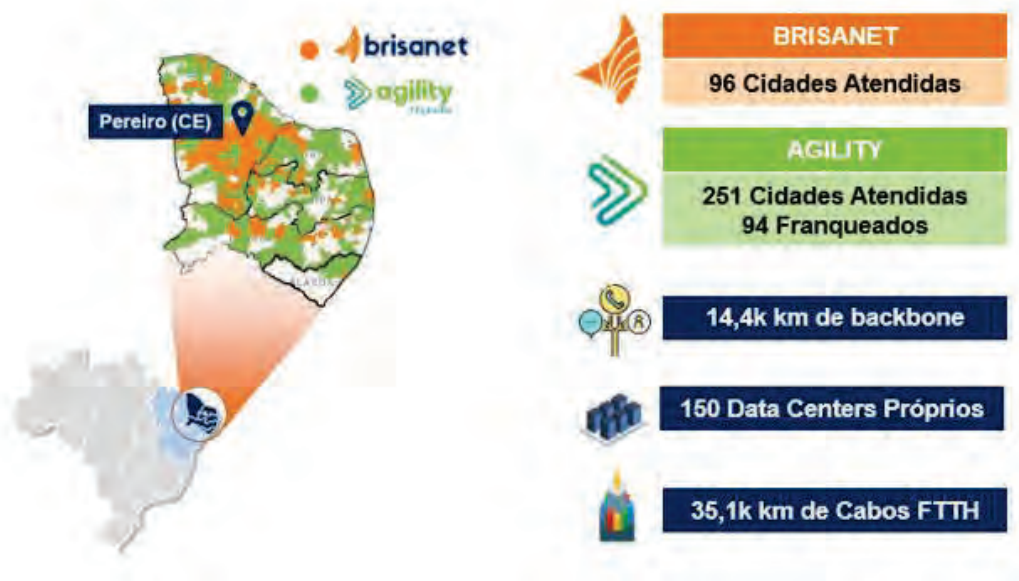 brisanet
agility
Pereiro (CE)
BRISANET
96 Cidades Atendidas
AGILITY
251 Cidades Atendidas
94 Franqueados
14,4k km de backbone
150 Data Centers Próprios
35,1k km de Cabos FTTH